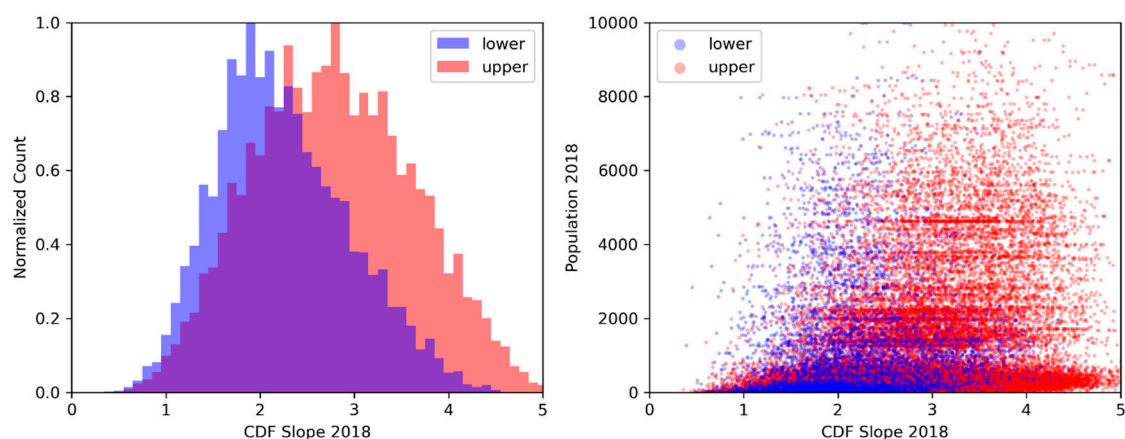 1.0
0.8
0.6
0.4
0.2
0.0
Normalized Count
lower
upper
0 1 2 3 4 5
CDF Slope 2018
10000
8000
6000
4000
2000
0
Population 2018
lower
upper
0 1 2 3 4 5
CDF Slope 2018